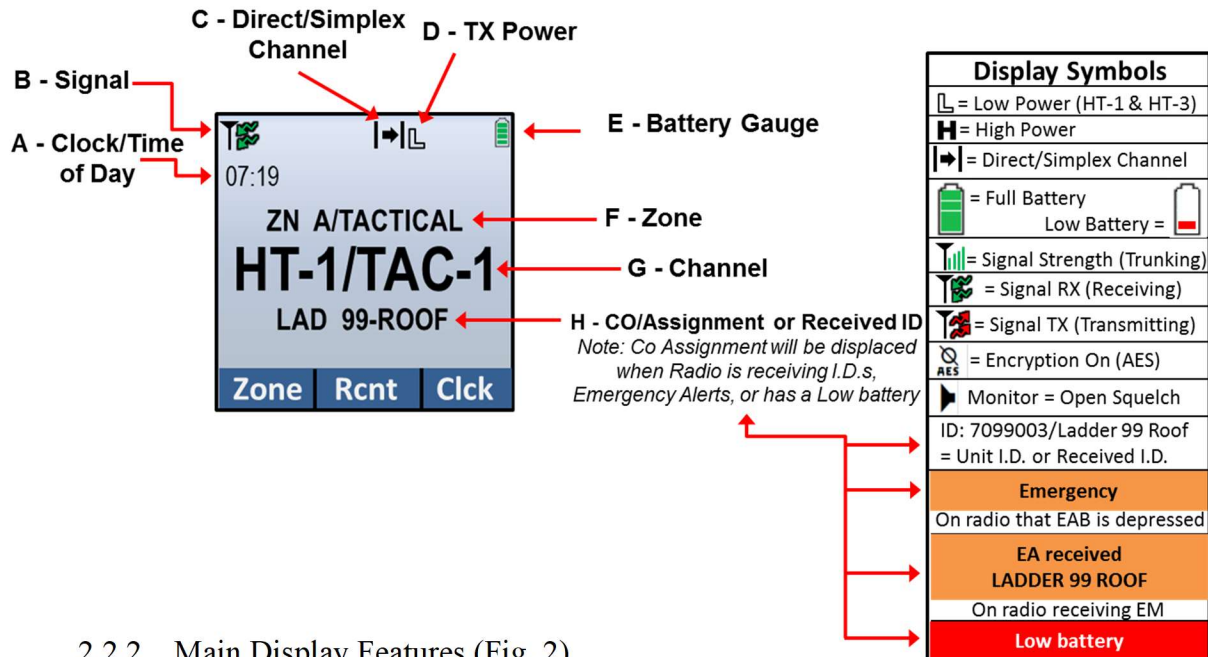 C - Direct/Simplex
Channel
D - TX Power
B - Signal
A - Clock/Time
of Day
E - Battery Gauge
07:19
ZN A/TACTICAL
F - Zone
HT-1/TAC-1
G - Channel
LAD 99-ROOF
H - CO/Assignment or Received ID
Note: Co Assignment will be displaced
when Radio is receiving I.D.s,
Emergency Alerts, or has a Low battery
Zone Rcnt Clck
Display Symbols
L = Low Power (HT-1 & HT-3)
H = High Power
= Direct/Simplex Channel
= Full Battery
Low Battery =
= Signal Strength (Trunking)
= Signal RX (Receiving)
= Signal TX (Transmitting)
AES = Encryption On (AES)
Monitor = Open Squelch
ID: 7099003/Ladder 99 Roof
= Unit I.D. or Received I.D.
Emergency
On radio that EAB is depressed
EA received
LADDER 99 ROOF
On radio receiving EM
Low battery
2.2.2 Main Display Features (Fig. 2)